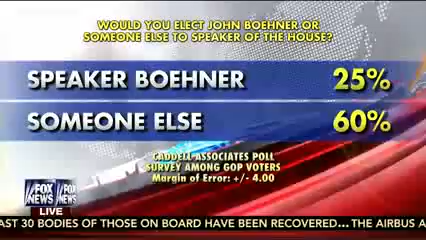 WOULD YOU ELECT JOHN BOEHNER OR
SOMEONE ELSE TO SPEAKER OF THE HOUSE?
SPEAKER BOEHNER 25%
SOMEONE ELSE 60%
CADDELL ASSOCIATES POLL
SURVEY AMONG GOP VOTERS
Margin of Error: +/- 4.00
FOX
NEWS
FOX
NEWS
LIVE
AST 30 BODIES OF THOSE ON BOARD HAVE BEEN RECOVERED... THE AIRBUS A